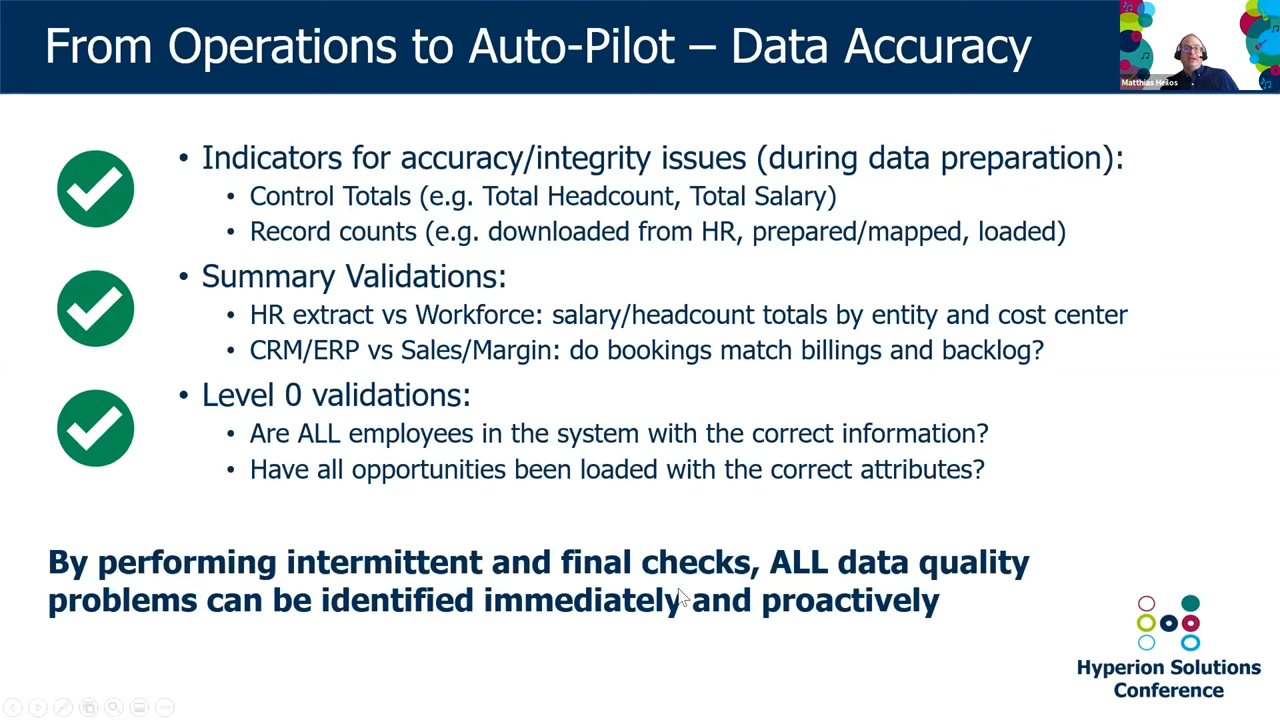 From Operations to Auto-Pilot – Data Accuracy
Matthias Heilos
• Indicators for accuracy/integrity issues (during data preparation):
• Control Totals (e.g. Total Headcount, Total Salary)
• Record counts (e.g. downloaded from HR, prepared/mapped, loaded)
• Summary Validations:
• HR extract vs Workforce: salary/headcount totals by entity and cost center
• CRM/ERP vs Sales/Margin: do bookings match billings and backlog?
• Level 0 validations:
• Are ALL employees in the system with the correct information?
• Have all opportunities been loaded with the correct attributes?
By performing intermittent and final checks, ALL data quality
problems can be identified immediately and proactively
Hyperion Solutions
Conference